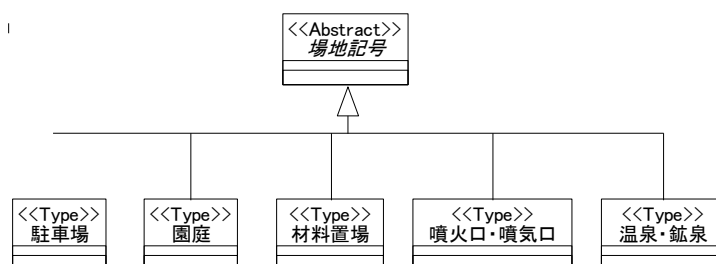 <<Abstract>>
場地記号
<<Type>>
駐車場
<<Type>>
園庭
<<Type>>
材料置場
<<Type>>
噴火口・噴気口
<<Type>>
温泉・鉱泉